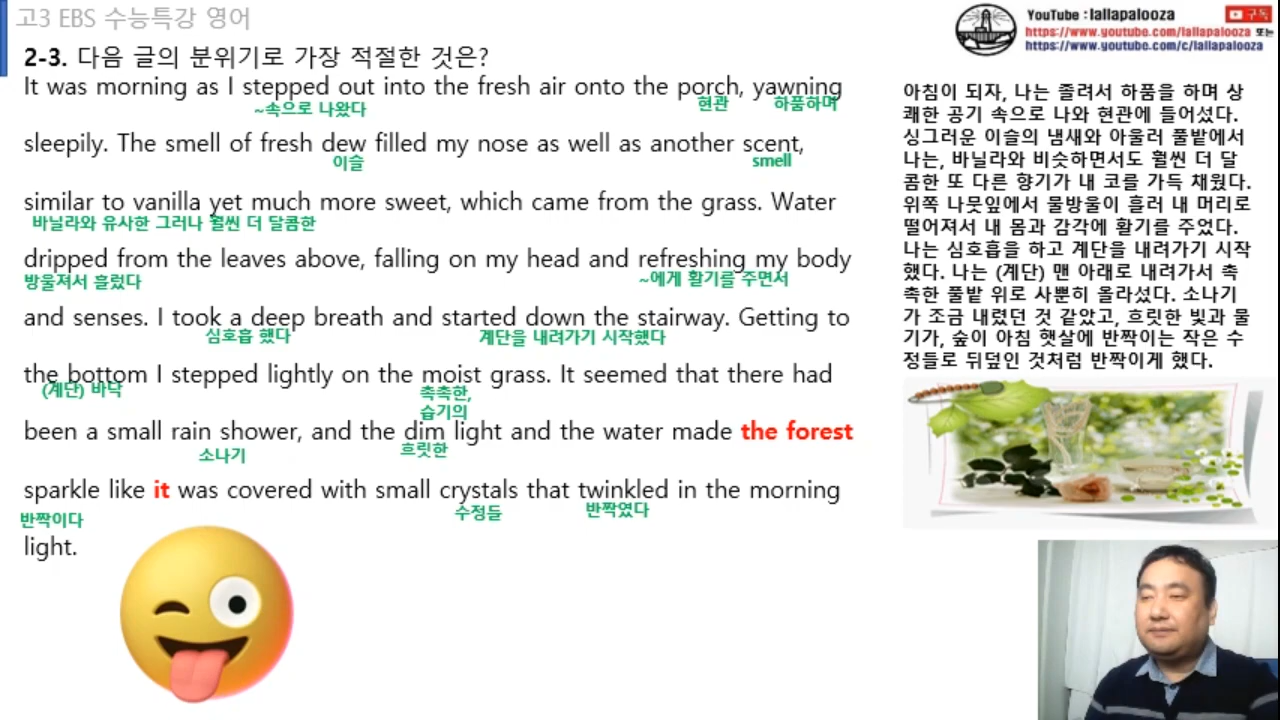 고3 EBS 수능특강 영어
YouTube : lallapalooza
구독
https://www.youtube.com/lallapalooza 또는
https://www.youtube.com/c/lallapalooza
2-3. 다음 글의 분위기로 가장 적절한 것은?
It was morning as I stepped out into the fresh air onto the porch, yawning
~속으로 나왔다 현관 하품하며
sleepily. The smell of fresh dew filled my nose as well as another scent,
이슬 smell
similar to vanilla yet much more sweet, which came from the grass. Water
바닐라와 유사한 그러나 훨씬 더 달콤한
dripped from the leaves above, falling on my head and refreshing my body
방울져서 흘렀다 ~에게 활기를 주면서
and senses. I took a deep breath and started down the stairway. Getting to
심호흡 했다 계단을 내려가기 시작했다
the bottom I stepped lightly on the moist grass. It seemed that there had
(계단) 바닥 촉촉한,
습기의
been a small rain shower, and the dim light and the water made the forest
소나기 흐릿한
sparkle like it was covered with small crystals that twinkled in the morning
반짝이다 수정들 반짝였다
light.
아침이 되자, 나는 졸려서 하품을 하며 상
쾌한 공기 속으로 나와 현관에 들어섰다.
싱그러운 이슬의 냄새와 아울러 풀밭에서
나는, 바닐라와 비슷하면서도 훨씬 더 달
콤한 또 다른 향기가 내 코를 가득 채웠다.
위쪽 나뭇잎에서 물방울이 흘러 내 머리로
떨어져서 내 몸과 감각에 활기를 주었다.
나는 심호흡을 하고 계단을 내려가기 시작
했다. 나는 (계단) 맨 아래로 내려가서 촉
촉한 풀밭 위로 사뿐히 올라섰다. 소나기
가 조금 내렸던 것 같았고, 흐릿한 빛과 물
기가, 숲이 아침 햇살에 반짝이는 작은 수
정들로 뒤덮인 것처럼 반짝이게 했다.